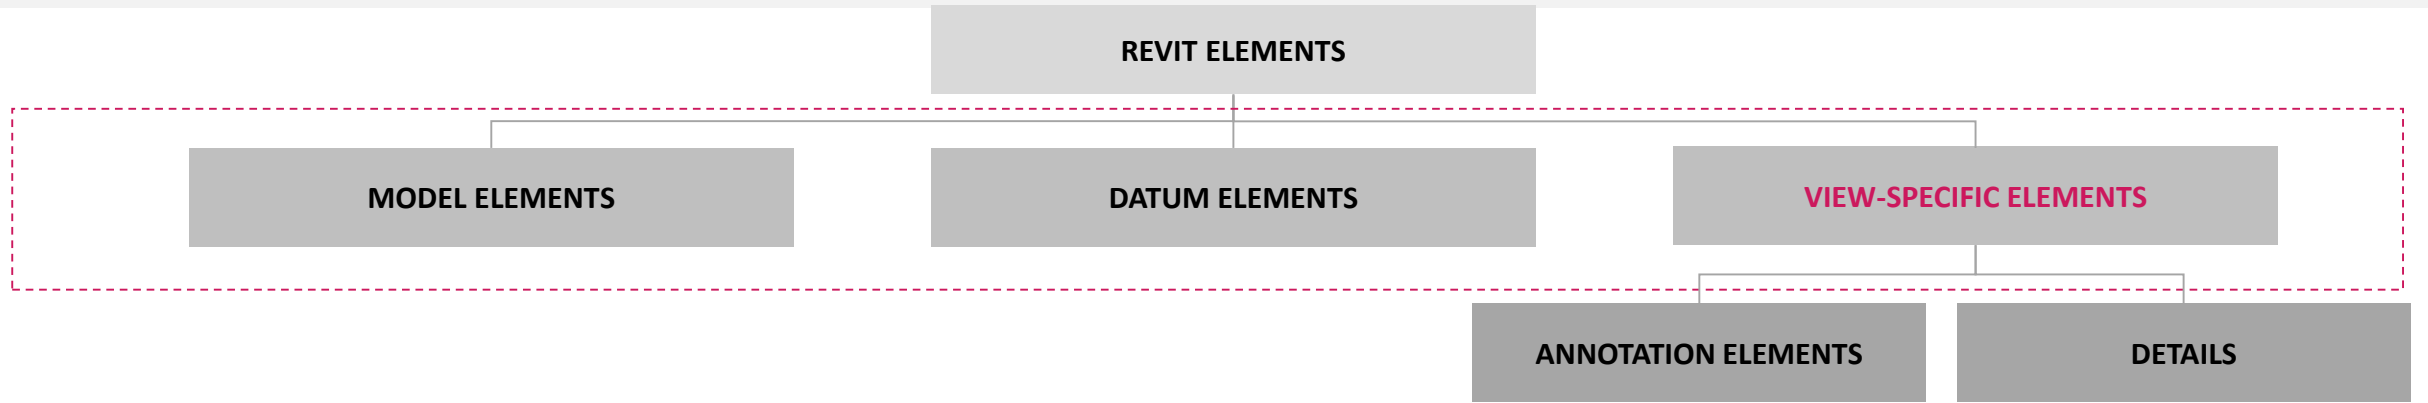 REVIT ELEMENTS
MODEL ELEMENTS
DATUM ELEMENTS
VIEW-SPECIFIC ELEMENTS
ANNOTATION ELEMENTS
DETAILS